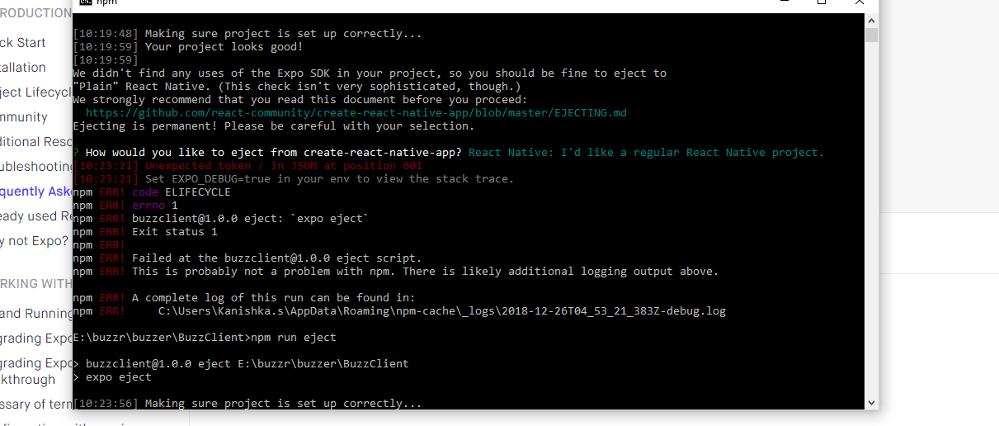 npm
RODUCTION
ck Start
allation
ject Lifecycl
mmunity
ditional Resc
ubleshooting
quently Aske
eady used Re
y not Expo?
RKING WITH
and Running
grading Expo
grading Expo
kthrough
ssary of term
[10:19:48] Making sure project is set up correctly...
[10:19:59] Your project looks good!
[10:19:59]
We didn't find any uses of the Expo SDK in your project, so you should be fine to eject to
"Plain" React Native. (This check isn't very sophisticated, though.)
We strongly recommend that you read this document before you proceed:
https://github.com/react-community/create-react-native-app/blob/master/EJECTING.md
Ejecting is permanent! Please be careful with your selection.
? How would you like to eject from create-react-native-app? React Native: I'd like a regular React Native project.
[10:23:21] Unexpected token / in JSON at position 601
[10:23:21] Set EXPO_DEBUG=true in your env to view the stack trace.
npm ERR! code ELIFECYCLE
npm ERR! errno 1
npm ERR! buzzclient@1.0.0 eject: `expo eject`
npm ERR! Exit status 1
npm ERR!
npm ERR! Failed at the buzzclient@1.0.0 eject script.
npm ERR! This is probably not a problem with npm. There is likely additional logging output above.
npm ERR! A complete log of this run can be found in:
npm ERR!     C:\Users\Kanishka.s\AppData\Roaming\npm-cache\_logs\2018-12-26T04_53_21_383Z-debug.log
E:\buzzr\buzzer\BuzzClient>npm run eject
> buzzclient@1.0.0 eject E:\buzzr\buzzer\BuzzClient
> expo eject
[10:23:56] Making sure project is set up correctly...